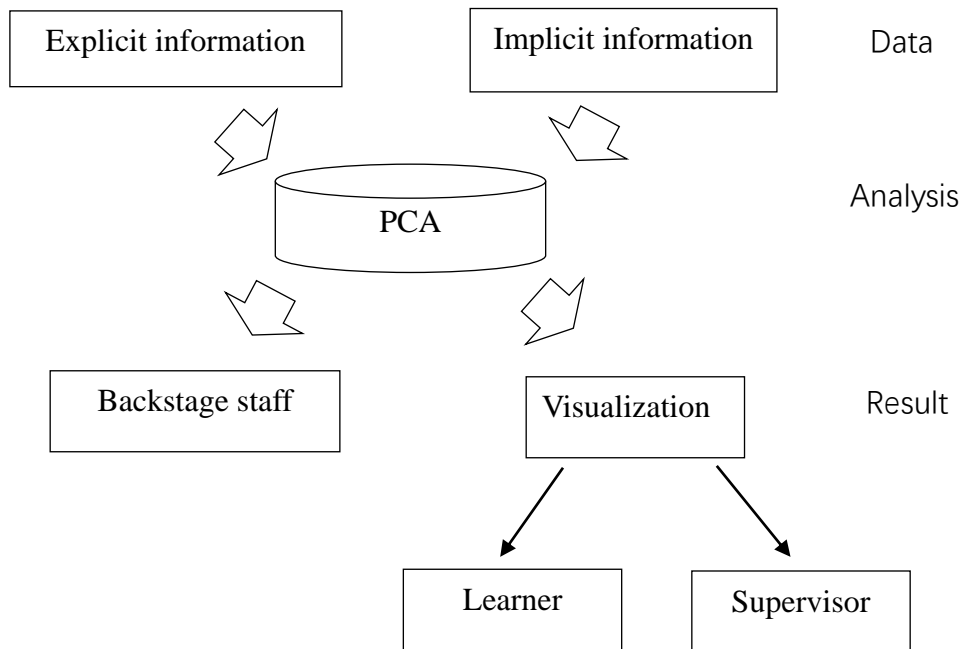 Explicit information
Implicit information
Data
PCA
Analysis
Backstage staff
Visualization
Result
Learner
Supervisor